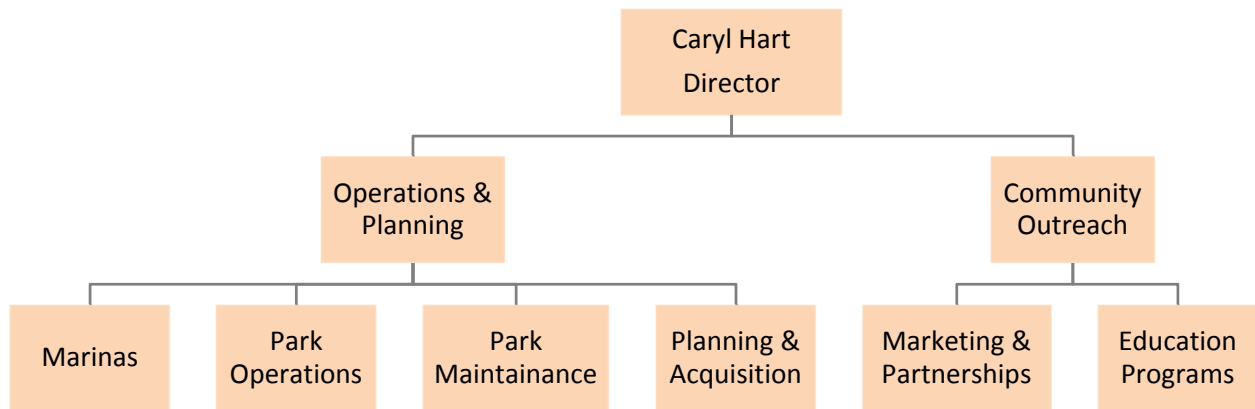 Caryl Hart
Director
Operations &
Planning
Community
Outreach
Marinas
Park
Operations
Park
Maintainance
Planning &
Acquisition
Marketing &
Partnerships
Education
Programs